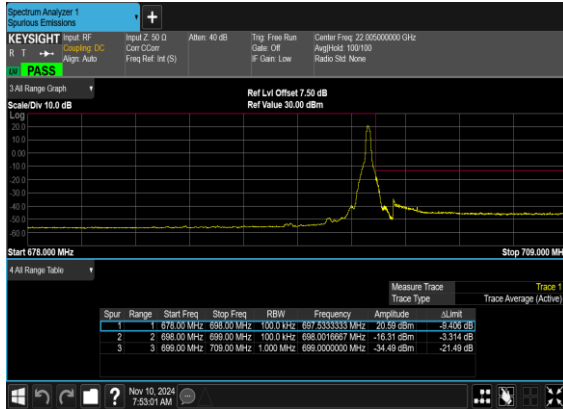 Spectrum Analyzer 1
Spurious Emissions
+
KEYSIGHT Input: RF Input Z: 50 Ω Atten: 40 dB Trig: Free Run Center Freq: 22.005000000 GHz
R T Coupling: DC Corr CCorr Gate: Off Avg|Hold: 100/100
Align: Auto Freq Ref: Int (S) IF Gain: Low Radio Std: None
PASS
3 All Range Graph
Ref Lvl Offset 7.50 dB
Scale/Div 10.0 dB Ref Value 30.00 dBm
Log
20.0
10.0
0.00
-10.0
-20.0
-30.0
-40.0
-50.0
-60.0
Start 678.000 MHz Stop 709.000 MH
4 All Range Table
Measure Trace Trace 1
Trace Type Trace Average (Active)
Spur Range Start Freq Stop Freq RBW Frequency Amplitude ΔLimit
1 1 678.00 MHz 698.00 MHz 100.0 kHz 697.5333333 MHz 20.59 dBm -9.406 dB
2 2 698.00 MHz 699.00 MHz 100.0 kHz 698.0016667 MHz -16.31 dBm -3.314 dB
3 3 699.00 MHz 709.00 MHz 1.000 MHz 699.0000000 MHz -34.49 dBm -21.49 dB
? Nov 10, 2024
7:53:01 AM